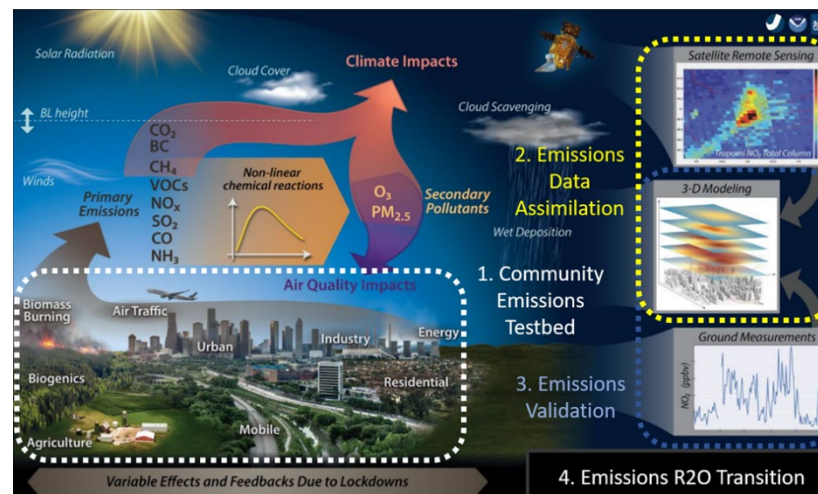 Solar Radiation
Cloud Cover
Climate Impacts
BL height
CO₂
BC
CH₄
VOCs
NOₓ
SO₂
CO
NH₃
Winds
Primary
Emissions
Non-linear
chemical reactions
O₃
PM₂.₅
Secondary
Pollutants
Cloud Scavenging
Wet Deposition
Air Quality Impacts
Biomass
Burning
Air Traffic
Urban
Industry
Energy
Biogenics
Residential
Mobile
Agriculture
Variable Effects and Feedbacks Due to Lockdowns
1. Community
Emissions
Testbed
2. Emissions
Data
Assimilation
3. Emissions
Validation
4. Emissions R2O Transition
Satellite Remote Sensing
Tropomi NO₂ Total Column
3-D Modeling
Ground Measurements
NO₂ (ppbv)